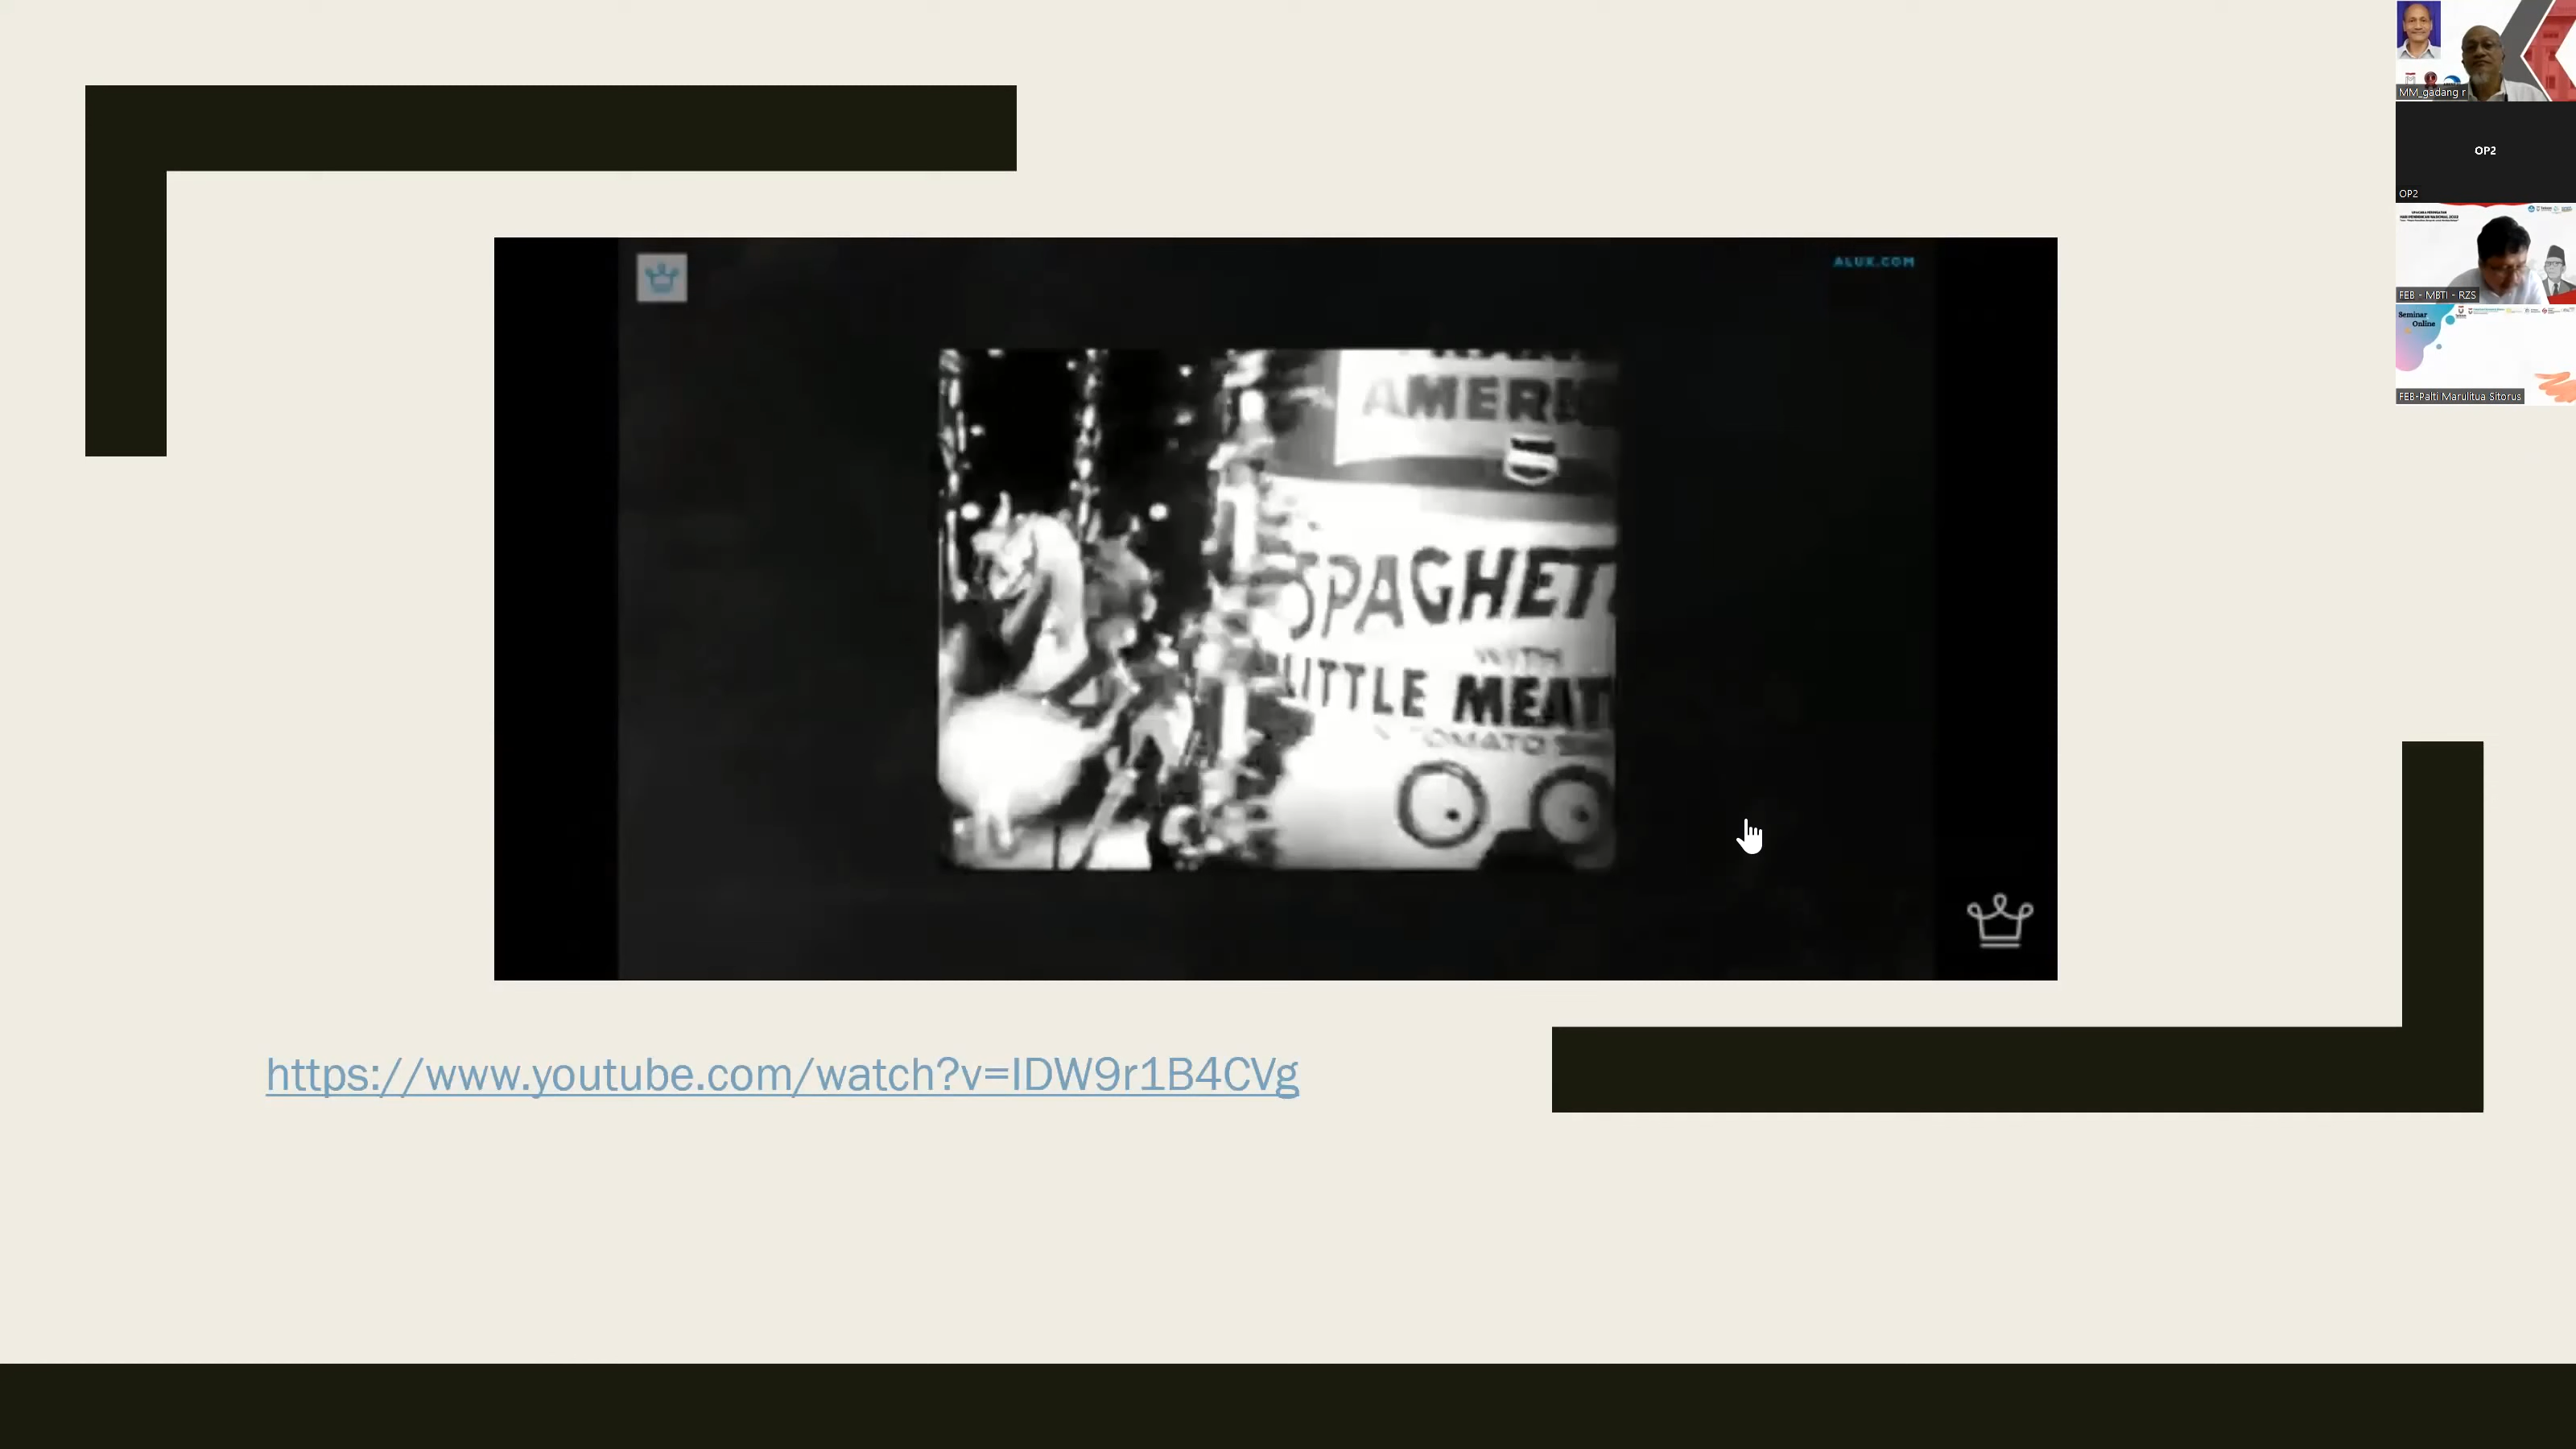 ALUX.COM
AMERI
SPAGHET
WITH
LITTLE MEAT
TOMATO
https://www.youtube.com/watch?v=IDW9r1B4CVg
MM_gadang r
OP2
OP2
FEB - MBTI - RZS
Seminar
Online
FEB-Palti Marulitua Sitorus